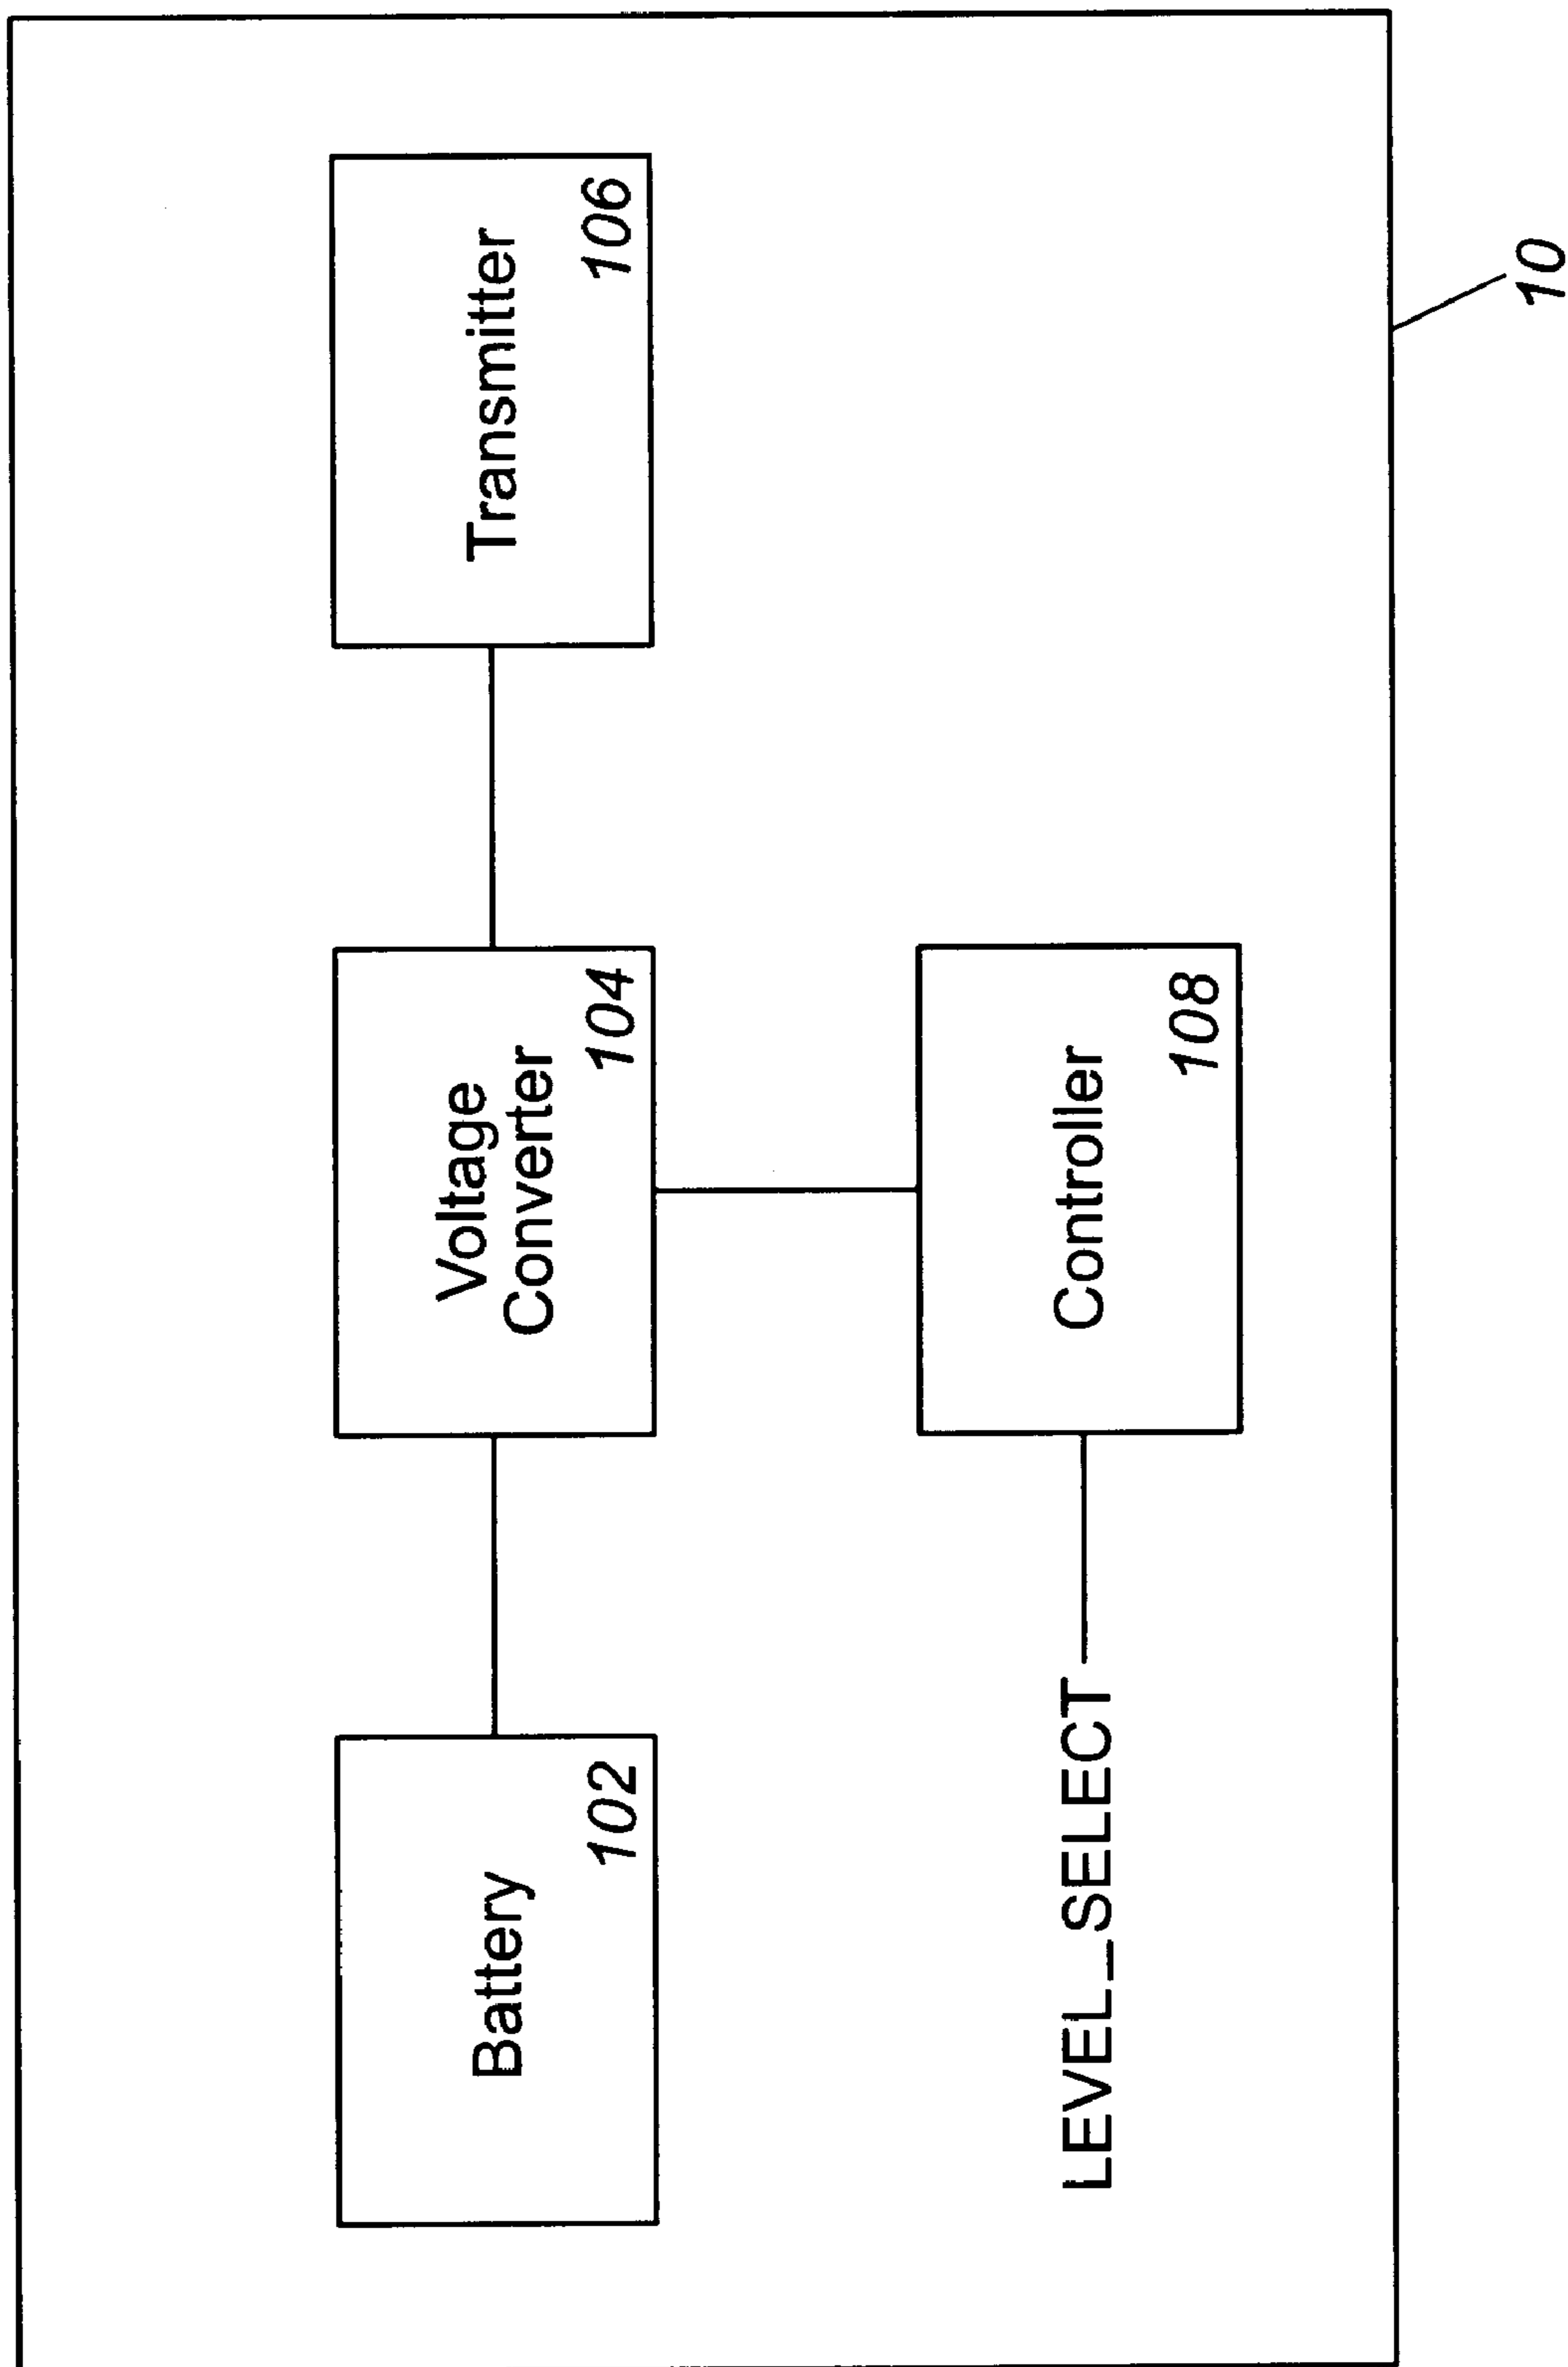 Battery
102
Voltage
Converter
104
Transmitter
106
LEVEL_SELECT
Controller
108
10